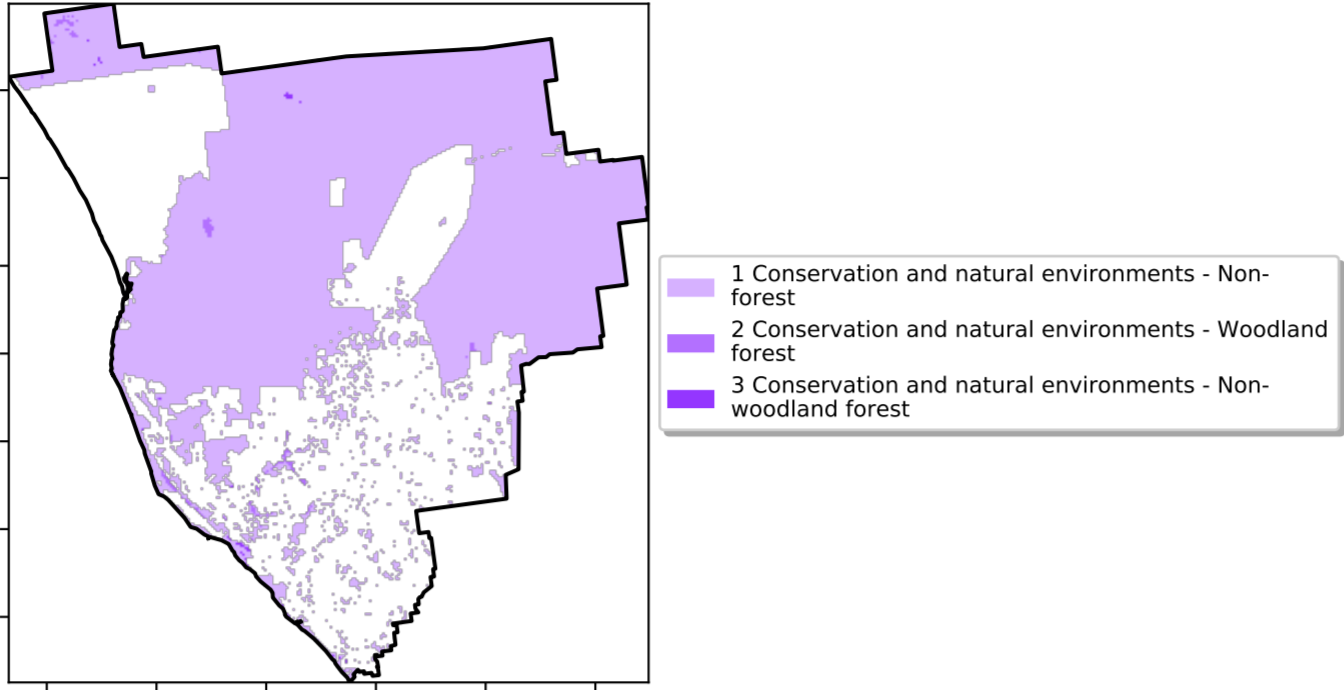 1 Conservation and natural environments - Non-
forest
2 Conservation and natural environments - Woodland
forest
3 Conservation and natural environments - Non-
woodland forest